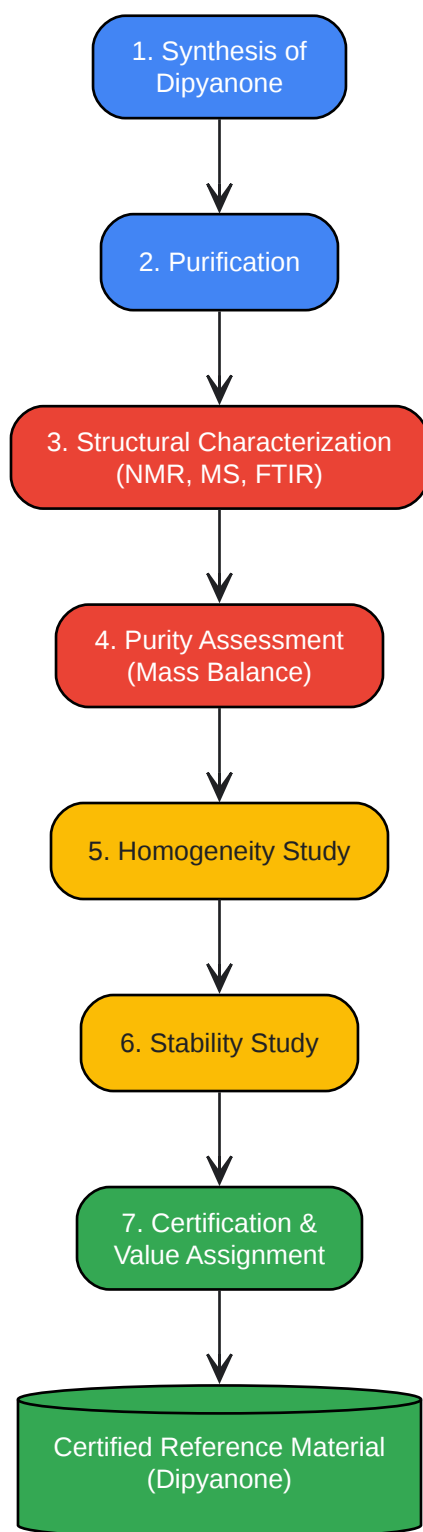 1. Synthesis of
Dipyanone
2. Purification
3. Structural Characterization
(NMR, MS, FTIR)
4. Purity Assessment
(Mass Balance)
5. Homogeneity Study
6. Stability Study
7. Certification &
Value Assignment
Certified Reference Material
(Dipyanone)